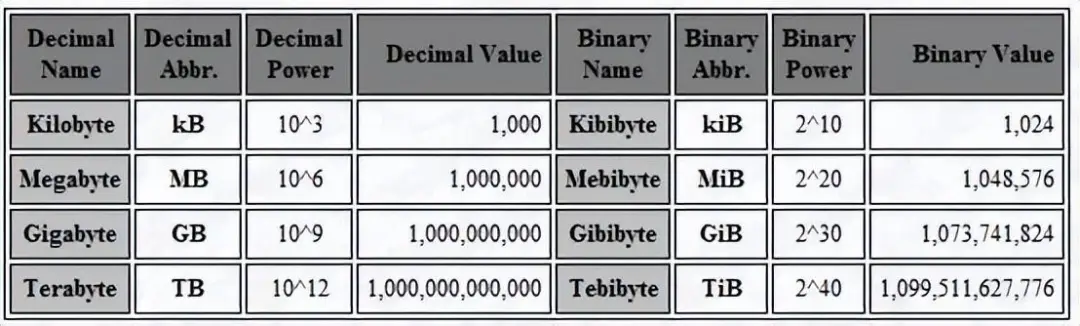 Decimal Name Decimal Abbr. Decimal Power Decimal Value Binary Name Binary Abbr. Binary Power Binary Value
Kilobyte kB 10^3 1,000 Kibibyte kiB 2^10 1,024
Megabyte MB 10^6 1,000,000 Mebibyte MiB 2^20 1,048,576
Gigabyte GB 10^9 1,000,000,000 Gibibyte GiB 2^30 1,073,741,824
Terabyte TB 10^12 1,000,000,000,000 Tebibyte TiB 2^40 1,099,511,627,776